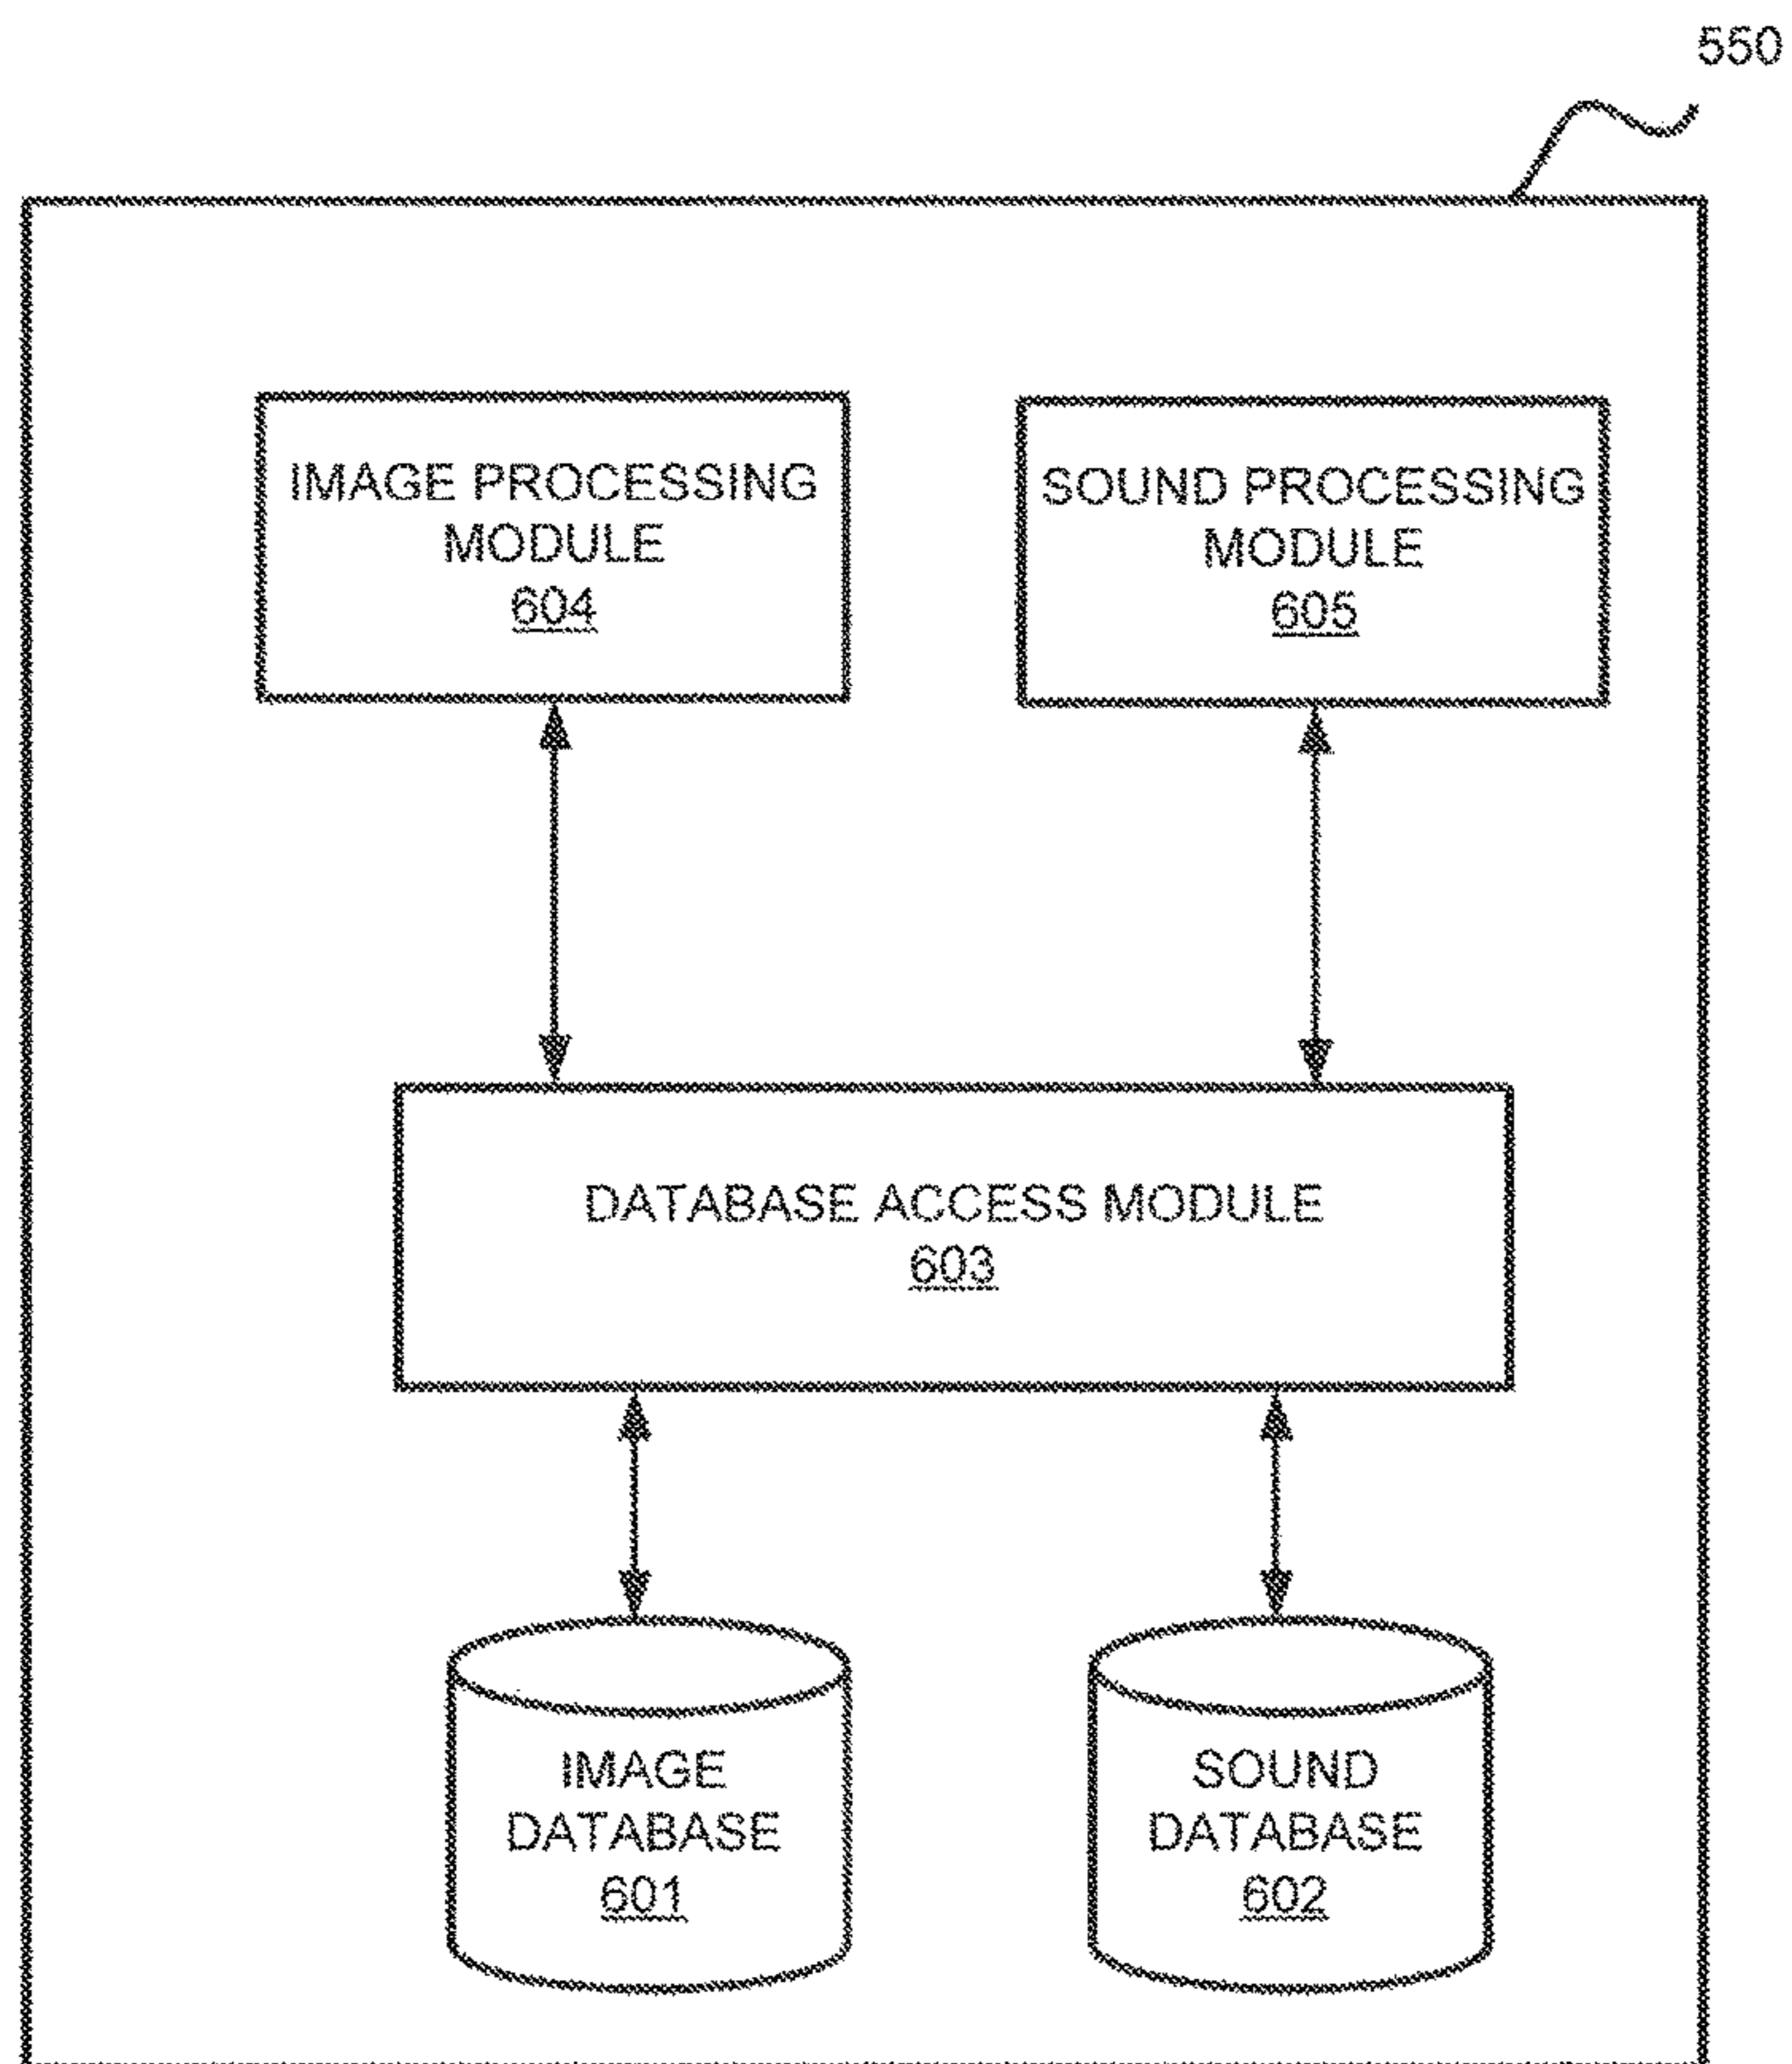 550
IMAGE PROCESSING
MODULE
604
SOUND PROCESSING
MODULE
605
DATABASE ACCESS MODULE
603
IMAGE
DATABASE
601
SOUND
DATABASE
602